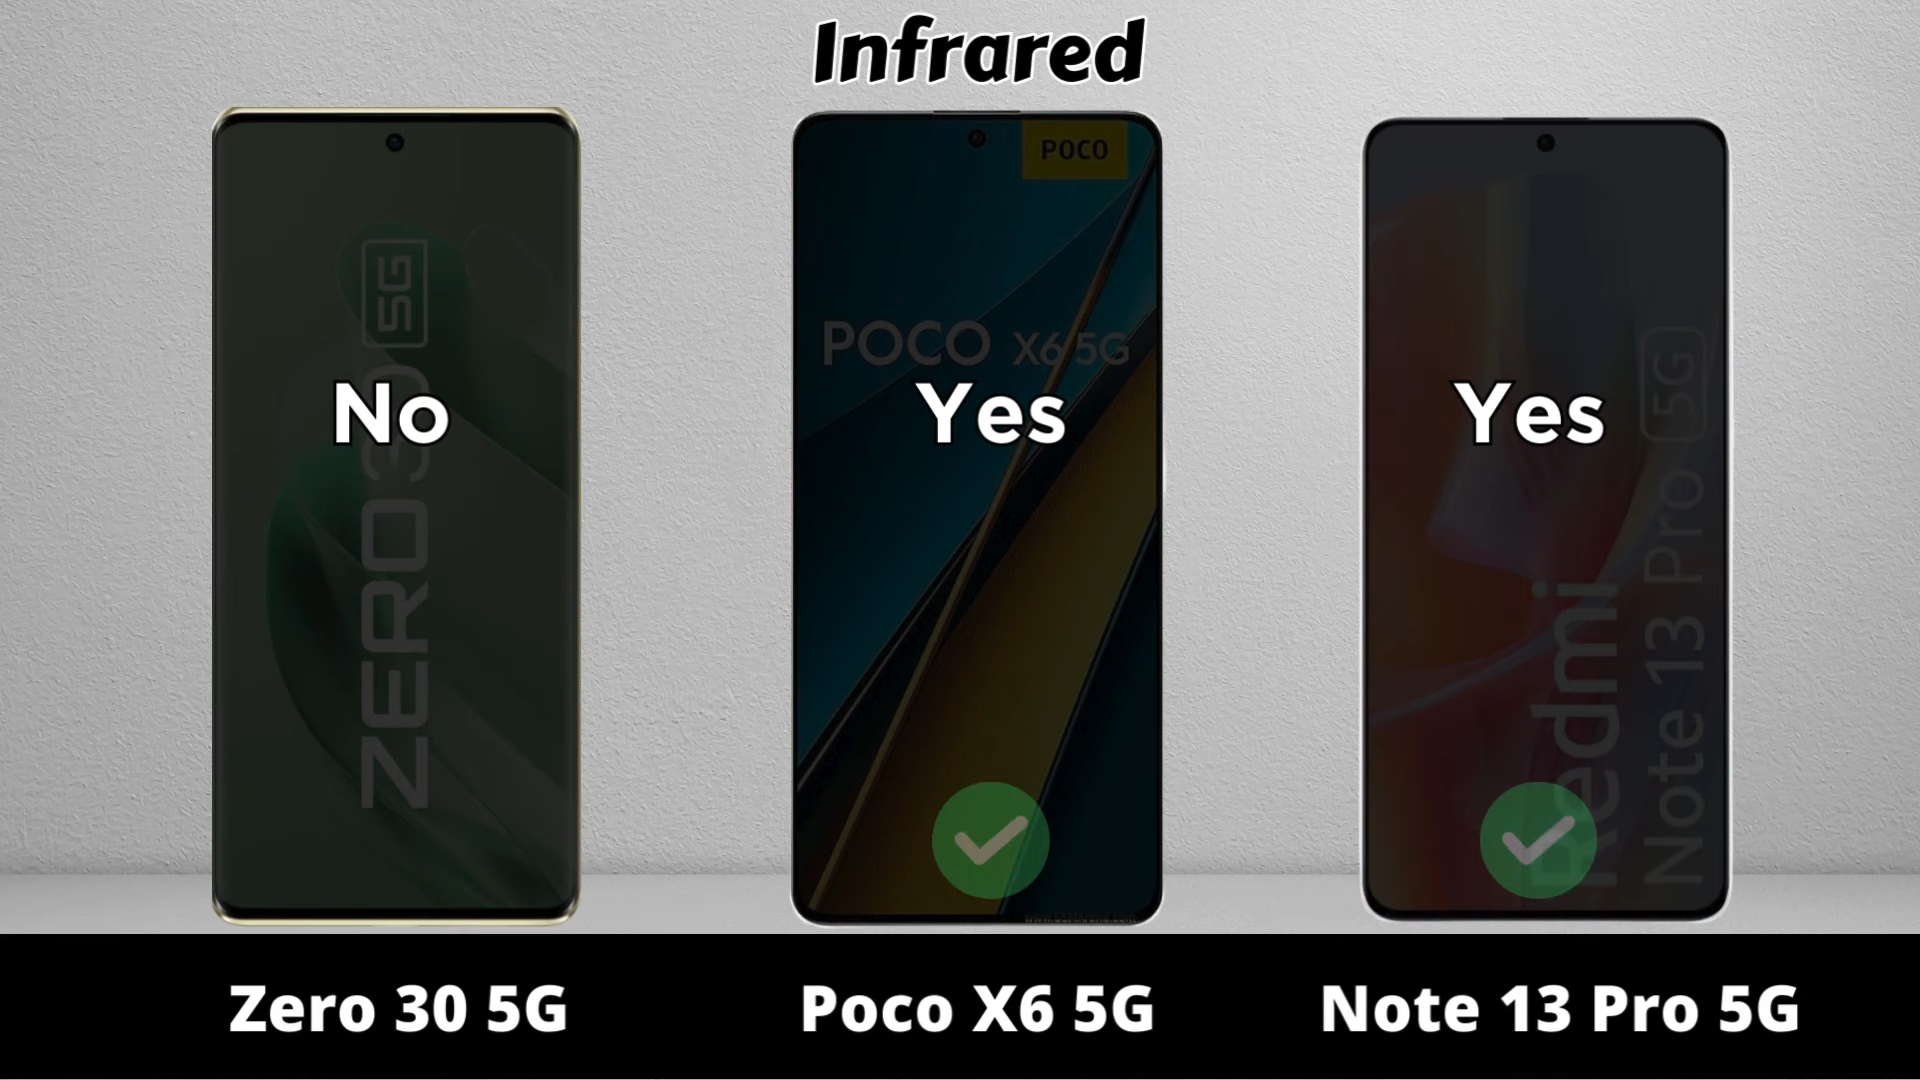 Infrared
ZERO 30 5G
No
POCO
POCO X6 5G
Yes
Redmi
Note 13 Pro 5G
Yes
Zero 30 5G
Poco X6 5G
Note 13 Pro 5G